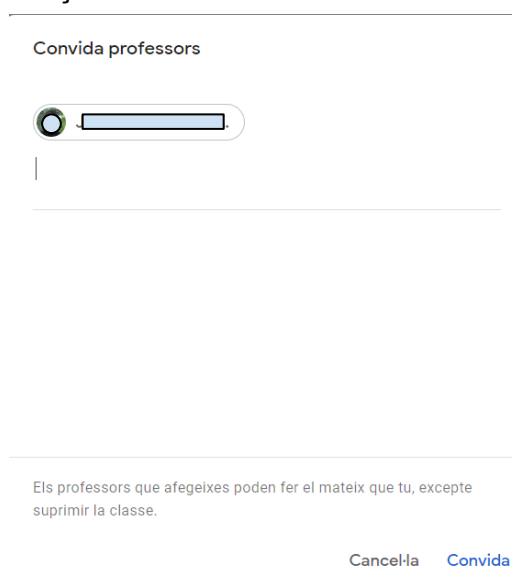 Convida professors
Els professors que afegeixes poden fer el mateix que tu, excepte
suprimir la classe.
Cancel·la Convida